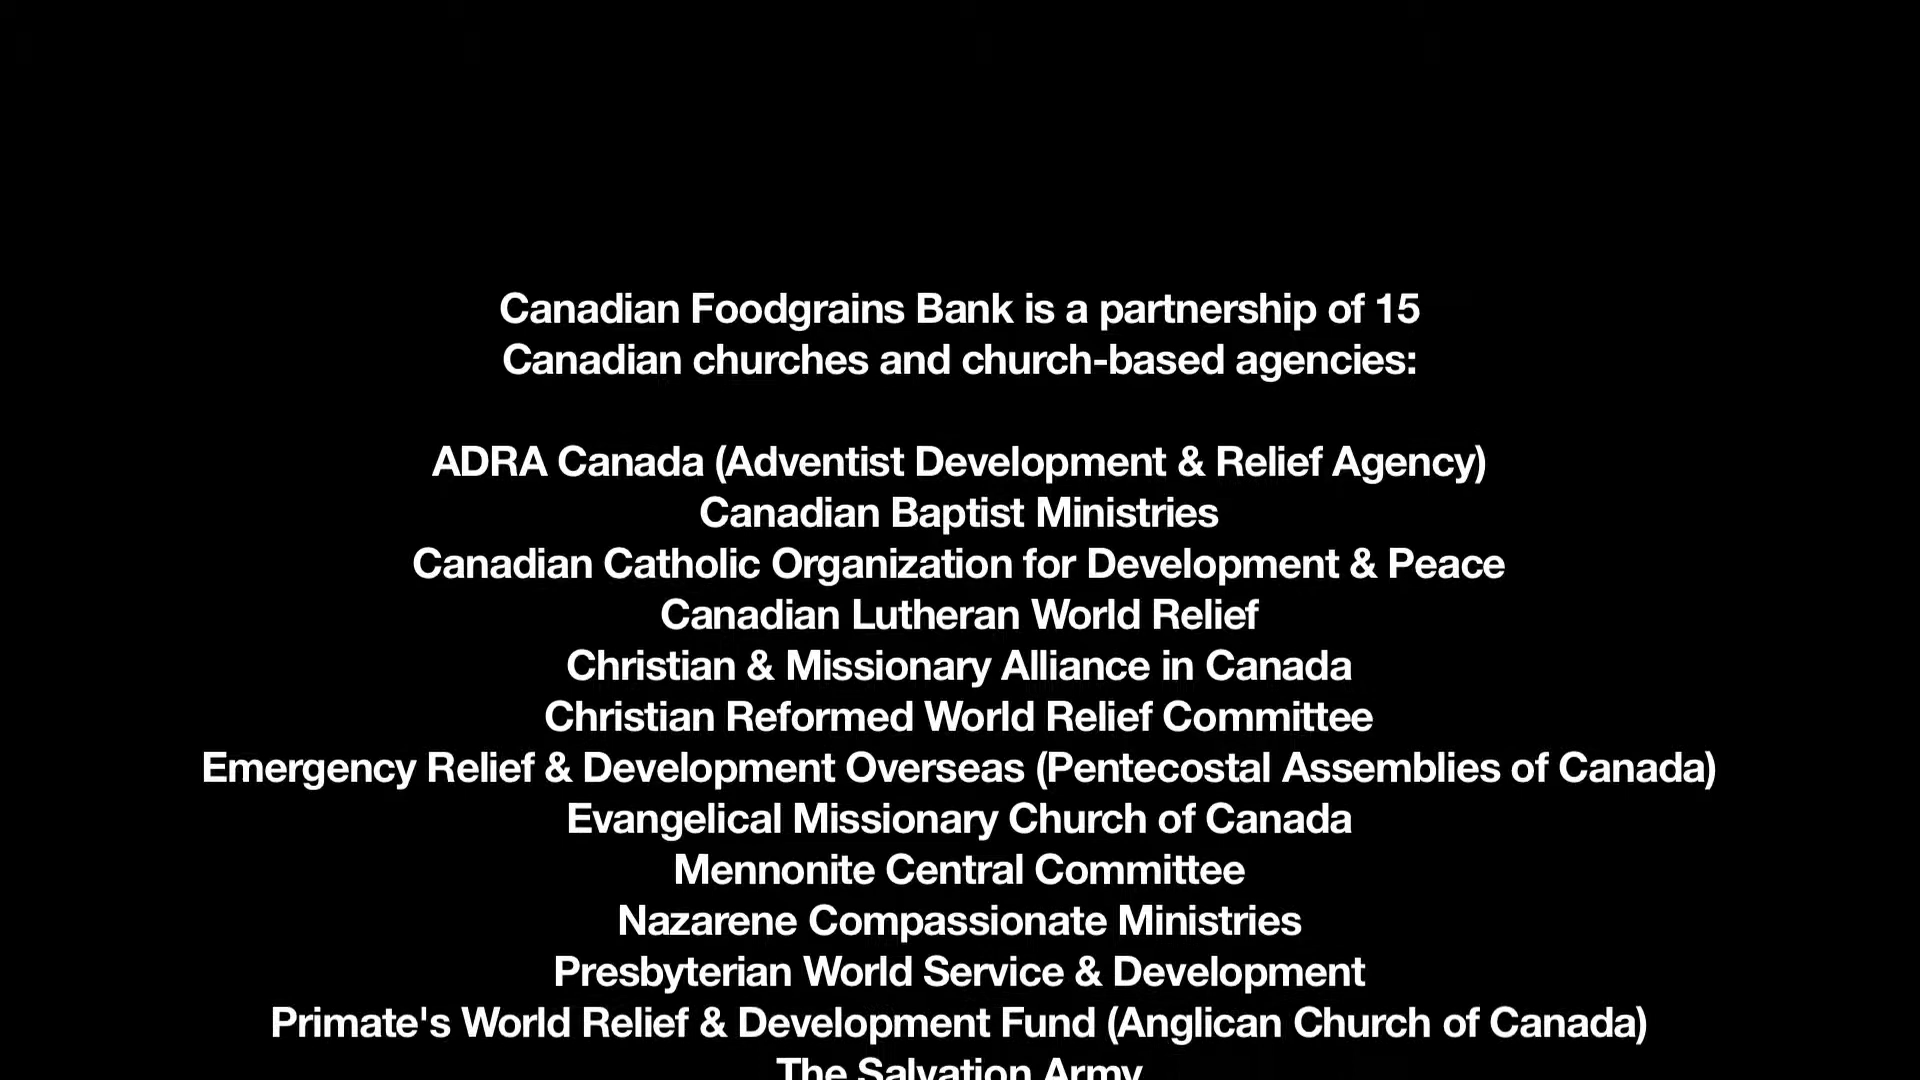 Canadian Foodgrains Bank is a partnership of 15
Canadian churches and church-based agencies:
ADRA Canada (Adventist Development & Relief Agency)
Canadian Baptist Ministries
Canadian Catholic Organization for Development & Peace
Canadian Lutheran World Relief
Christian & Missionary Alliance in Canada
Christian Reformed World Relief Committee
Emergency Relief & Development Overseas (Pentecostal Assemblies of Canada)
Evangelical Missionary Church of Canada
Mennonite Central Committee
Nazarene Compassionate Ministries
Presbyterian World Service & Development
Primate's World Relief & Development Fund (Anglican Church of Canada)
The Salvation Army